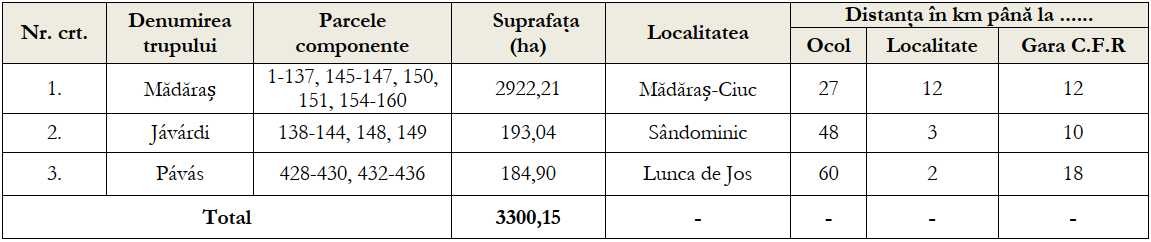 Nr. crt. Denumirea trupului Parcele componente Suprafața (ha) Localitatea Distanța în km până la ......
Ocol Localitate Gara C.F.R
1. Mădăraș 1-137, 145-147, 150, 151, 154-160 2922,21 Mădăraș-Ciuc 27 12 12
2. Jávárdi 138-144, 148, 149 193,04 Sândominic 48 3 10
3. Pávás 428-430, 432-436 184,90 Lunca de Jos 60 2 18
Total 3300,15 - - - -